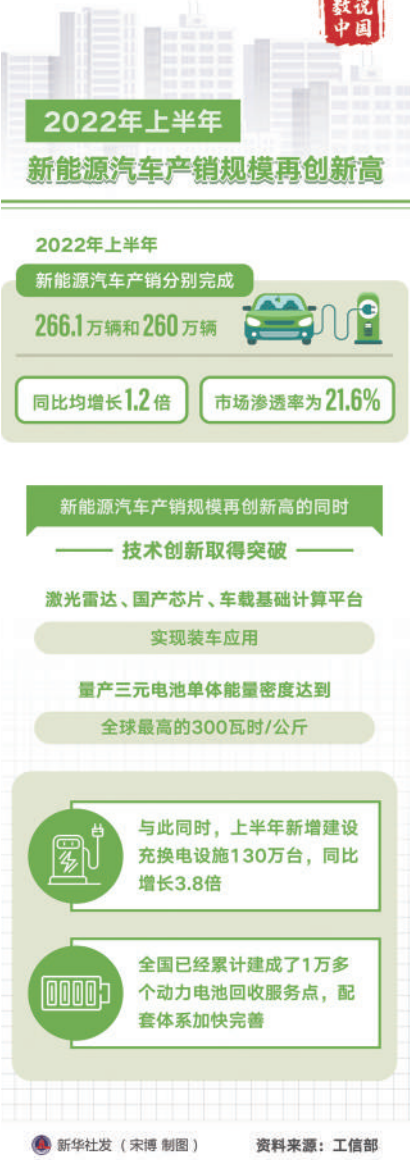 数说
中国
2022年上半年
新能源汽车产销规模再创新高
2022年上半年
新能源汽车产销分别完成
266.1万辆和260万辆
同比均增长1.2倍
市场渗透率为21.6%
新能源汽车产销规模再创新高的同时
技术创新取得突破
激光雷达、国产芯片、车载基础计算平台
实现装车应用
量产三元电池单体能量密度达到
全球最高的300瓦时/公斤
与此同时，上半年新增建设
充换电设施130万台，同比
增长3.8倍
全国已经累计建成了1万多
个动力电池回收服务点，配
套体系加快完善
新华社发（宋博 制图）
资料来源：工信部